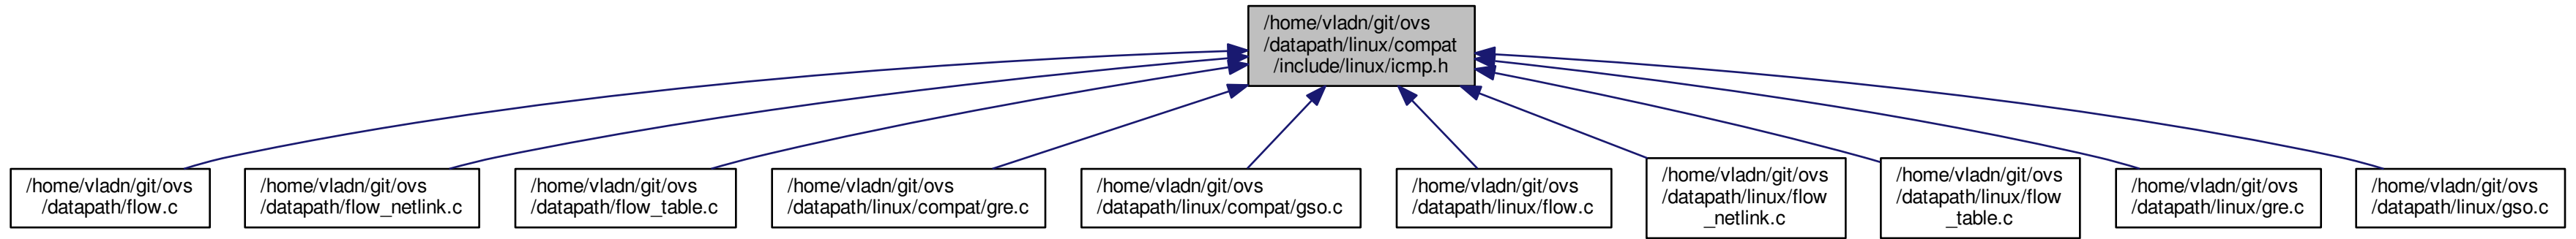 /home/vladn/git/ovs
/datapath/linux/compat
/include/linux/icmp.h
/home/vladn/git/ovs
/datapath/flow.c
/home/vladn/git/ovs
/datapath/flow_netlink.c
/home/vladn/git/ovs
/datapath/flow_table.c
/home/vladn/git/ovs
/datapath/linux/compat/gre.c
/home/vladn/git/ovs
/datapath/linux/compat/gso.c
/home/vladn/git/ovs
/datapath/linux/flow.c
/home/vladn/git/ovs
/datapath/linux/flow
_netlink.c
/home/vladn/git/ovs
/datapath/linux/flow
_table.c
/home/vladn/git/ovs
/datapath/linux/gre.c
/home/vladn/git/ovs
/datapath/linux/gso.c